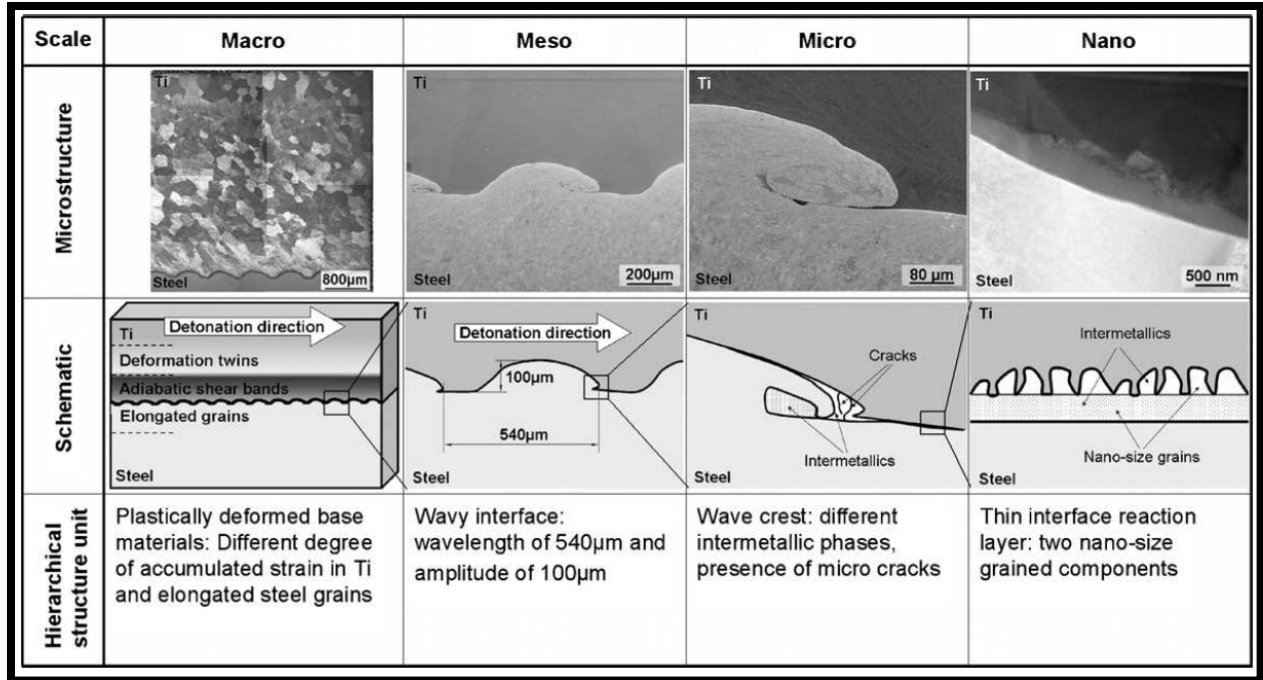 Scale
Macro
Meso
Micro
Nano
Microstructure
Ti
Steel
800µm
Ti
Steel
200µm
Ti
Steel
80 µm
Ti
Steel
500 nm
Schematic
Detonation direction
Ti
Deformation twins
Adiabatic shear bands
Elongated grains
Steel
Ti
Detonation direction
100µm
540µm
Steel
Ti
Cracks
Intermetallics
Steel
Ti
Intermetallics
Nano-size grains
Steel
Hierarchical
structure unit
Plastically deformed base
materials: Different degree
of accumulated strain in Ti
and elongated steel grains
Wavy interface:
wavelength of 540µm and
amplitude of 100µm
Wave crest: different
intermetallic phases,
presence of micro cracks
Thin interface reaction
layer: two nano-size
grained components